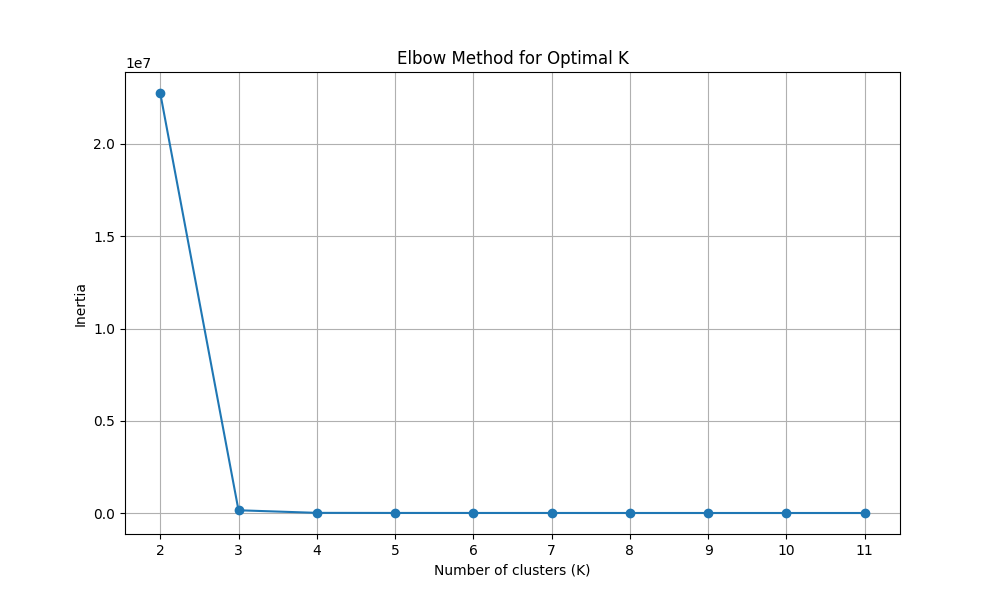 Elbow Method for Optimal K
1e7
2.0
1.5
1.0
0.5
0.0
Inertia
2 3 4 5 6 7 8 9 10 11
Number of clusters (K)